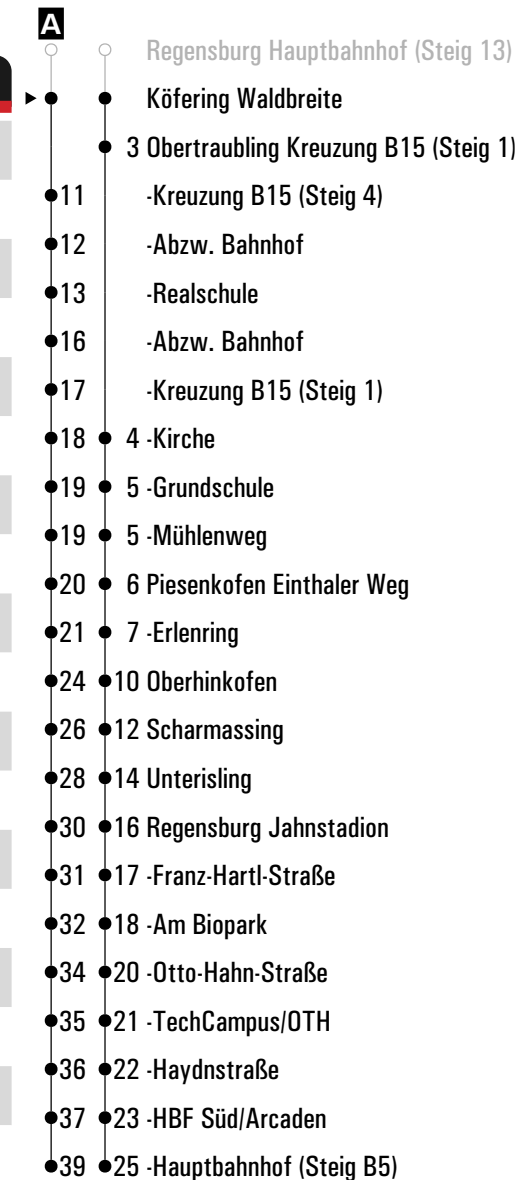 A
Regensburg Hauptbahnhof (Steig 13)
Köfering Waldbreite
3 Obertraubling Kreuzung B15 (Steig 1)
11 -Kreuzung B15 (Steig 4)
12 -Abzw. Bahnhof
13 -Realschule
16 -Abzw. Bahnhof
17 -Kreuzung B15 (Steig 1)
18 4 -Kirche
19 5 -Grundschule
19 5 -Mühlenweg
20 6 Piesenkofen Einthaler Weg
21 7 -Erlenring
24 10 Oberhinkofen
26 12 Scharmassing
28 14 Unterisling
30 16 Regensburg Jahnstadion
31 17 -Franz-Hartl-Straße
32 18 -Am Biopark
34 20 -Otto-Hahn-Straße
35 21 -TechCampus/OTH
36 22 -Haydnstraße
37 23 -HBF Süd/Arcaden
39 25 -Hauptbahnhof (Steig B5)